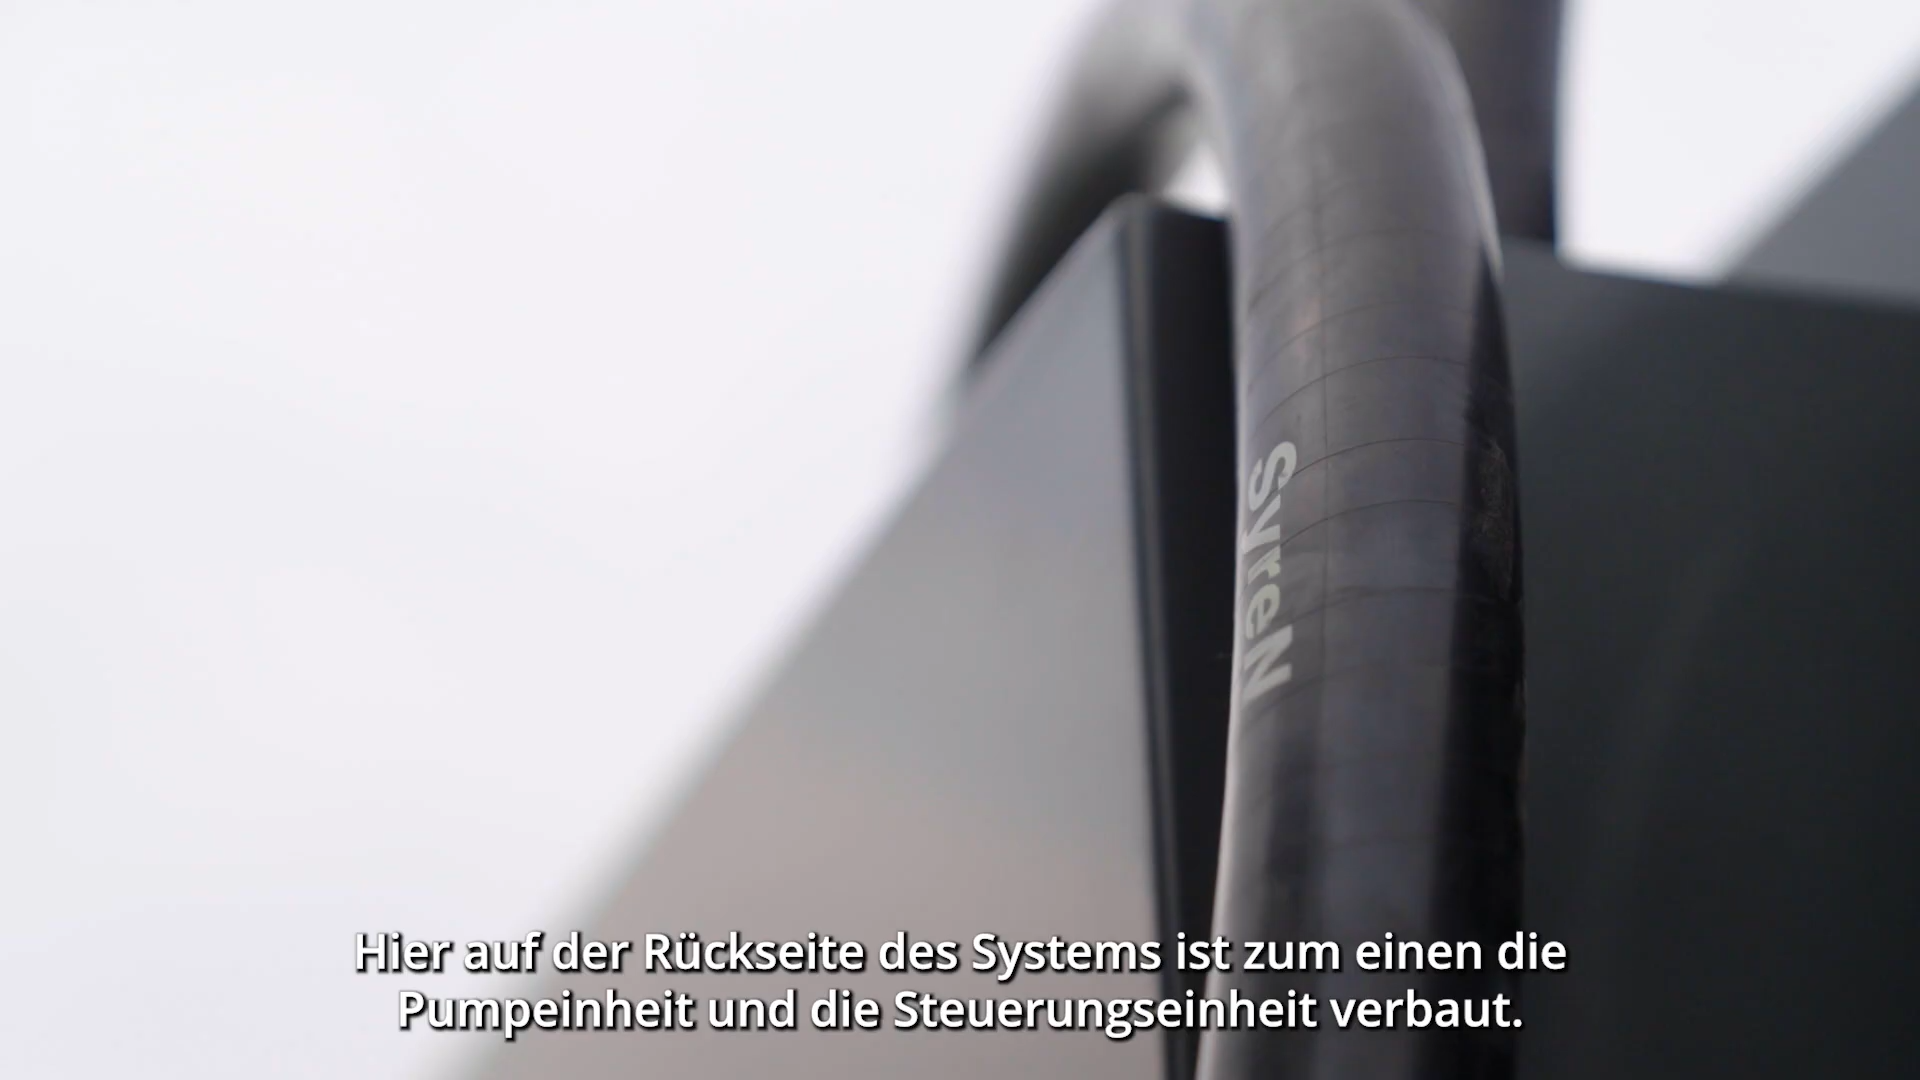 SyreN
Hier auf der Rückseite des Systems ist zum einen die
Pumpeinheit und die Steuerungseinheit verbaut.